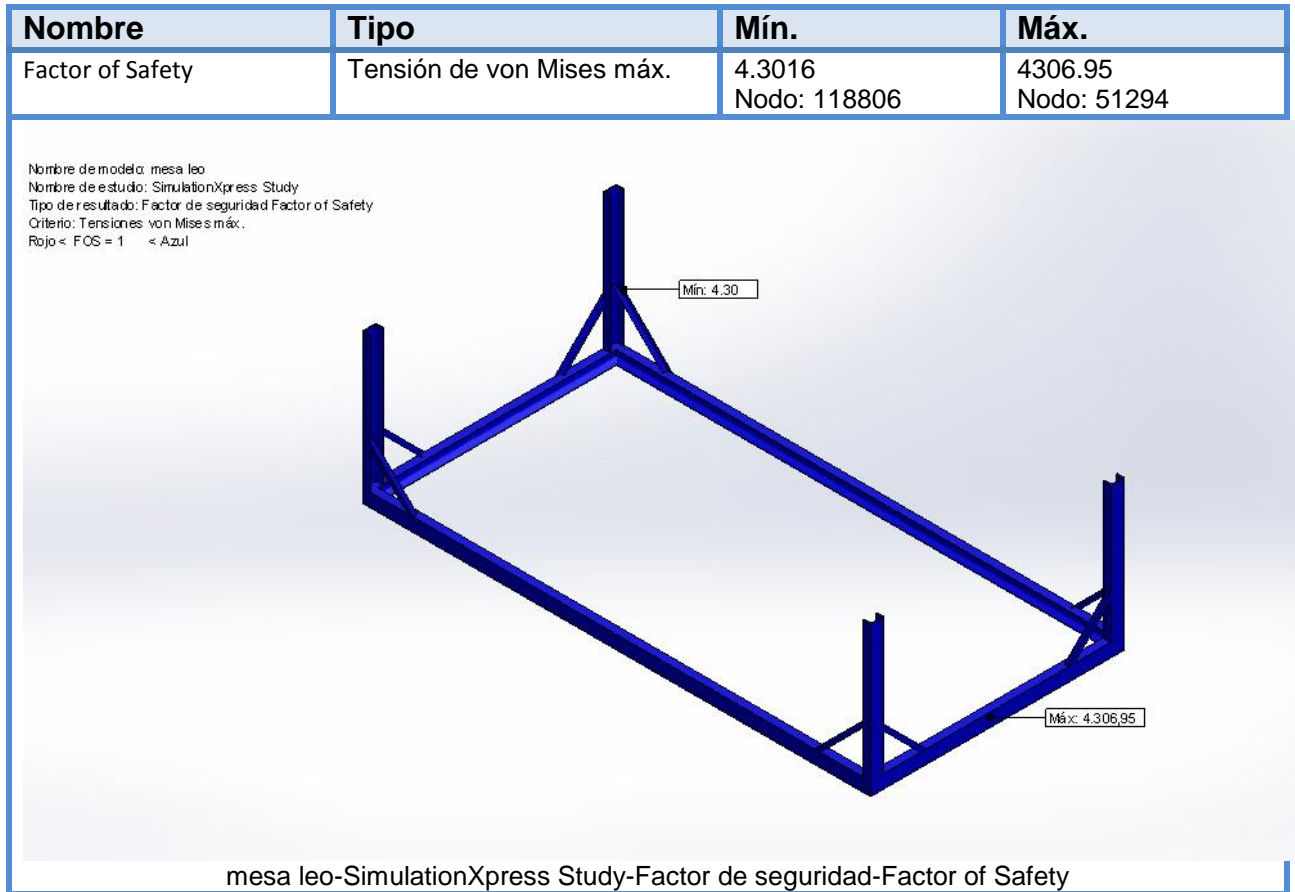 Nombre Tipo Mín. Máx.
Factor of Safety Tensión de von Mises máx. 4.3016 4306.95
Nodo: 118806 Nodo: 51294
Nombre de modelo: mesa leo
Nombre de estudio: SimulationXpress Study
Tipo de resultado: Factor de seguridad Factor of Safety
Criterio: Tensiones von Mises máx.
Rojo < FOS = 1 < Azul
Mín: 4.30
Máx: 4.306,95
mesa leo-SimulationXpress Study-Factor de seguridad-Factor of Safety